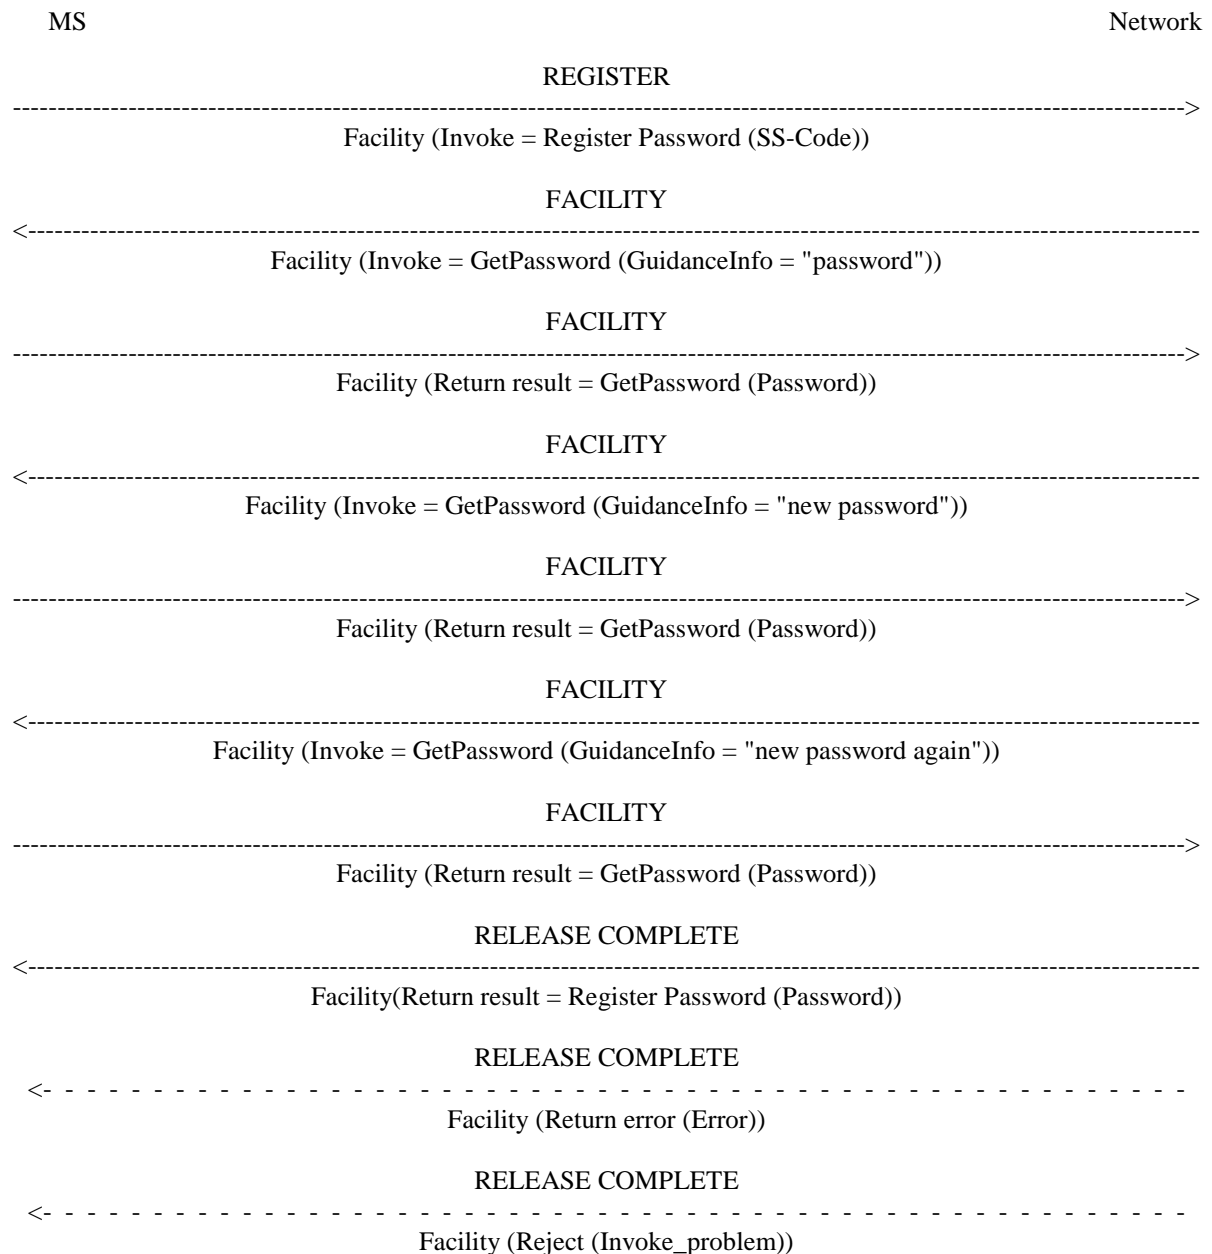 MS Network
REGISTER
Facility (Invoke = Register Password (SS-Code))
FACILITY
Facility (Invoke = GetPassword (GuidanceInfo = "password"))
FACILITY
Facility (Return result = GetPassword (Password))
FACILITY
Facility (Invoke = GetPassword (GuidanceInfo = "new password"))
FACILITY
Facility (Return result = GetPassword (Password))
FACILITY
Facility (Invoke = GetPassword (GuidanceInfo = "new password again"))
FACILITY
Facility (Return result = GetPassword (Password))
RELEASE COMPLETE
Facility(Return result = Register Password (Password))
RELEASE COMPLETE
Facility (Return error (Error))
RELEASE COMPLETE
Facility (Reject (Invoke_problem))